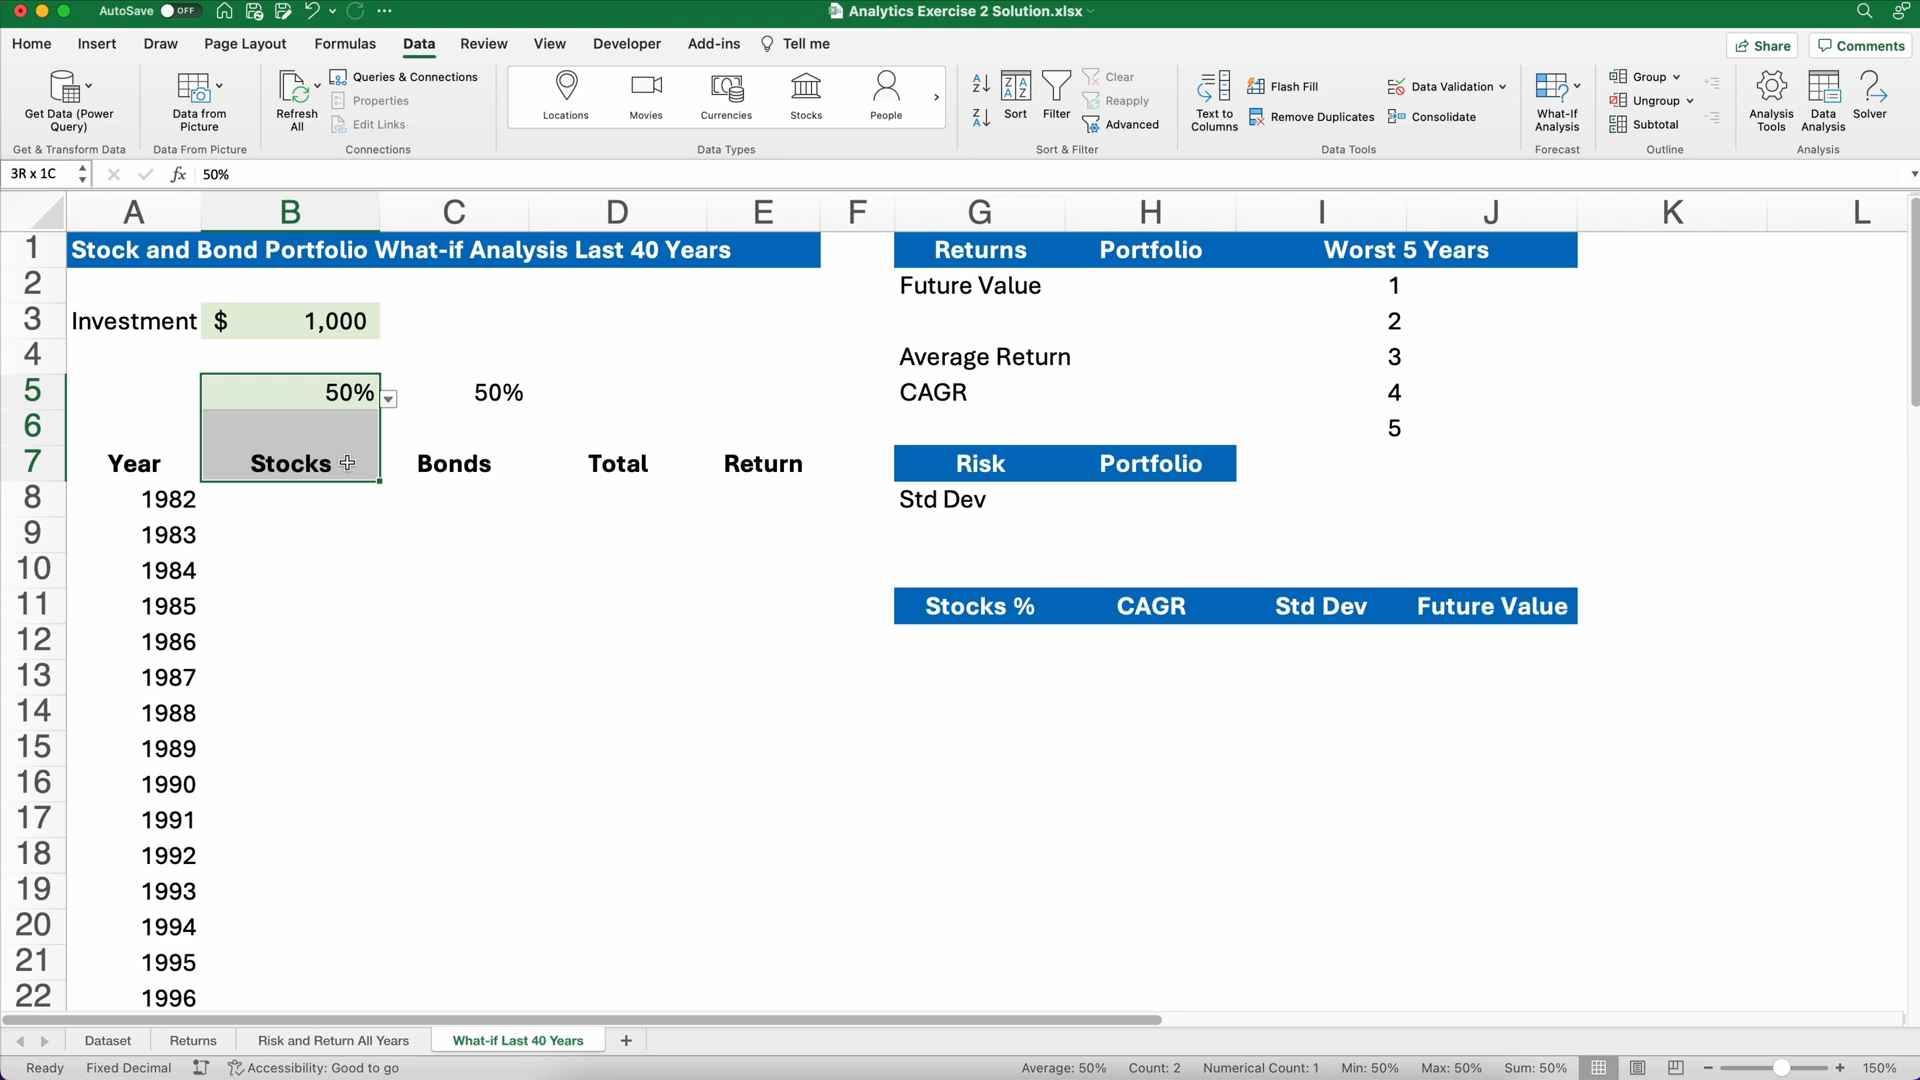 AutoSave OFF
Analytics Exercise 2 Solution.xlsx
Home Insert Draw Page Layout Formulas Data Review View Developer Add-ins Tell me
Share Comments
Get Data (Power Query)
Get & Transform Data
Data from Picture
Data From Picture
Refresh All
Queries & Connections
Properties
Edit Links
Connections
Locations Movies Currencies Stocks People
Data Types
Sort
Filter
Clear
Reapply
Advanced
Sort & Filter
Text to Columns
Flash Fill
Remove Duplicates
Data Validation
Consolidate
Data Tools
What-If Analysis
Forecast
Group
Ungroup
Subtotal
Outline
Analysis Tools
Data Analysis
Solver
Analysis
3R x 1C fx 50%
A B C D E F G H I J K L
1 Stock and Bond Portfolio What-if Analysis Last 40 Years Returns Portfolio Worst 5 Years
2 Future Value 1
3 Investment $ 1,000 2
4 Average Return 3
5 50% 50% CAGR 4
6 5
7 Year Stocks Bonds Total Return Risk Portfolio
8 1982 Std Dev
9 1983
10 1984
11 1985 Stocks % CAGR Std Dev Future Value
12 1986
13 1987
14 1988
15 1989
16 1990
17 1991
18 1992
19 1993
20 1994
21 1995
22 1996
Dataset Returns Risk and Return All Years What-if Last 40 Years +
Ready Fixed Decimal Accessibility: Good to go Average: 50% Count: 2 Numerical Count: 1 Min: 50% Max: 50% Sum: 50% 150%